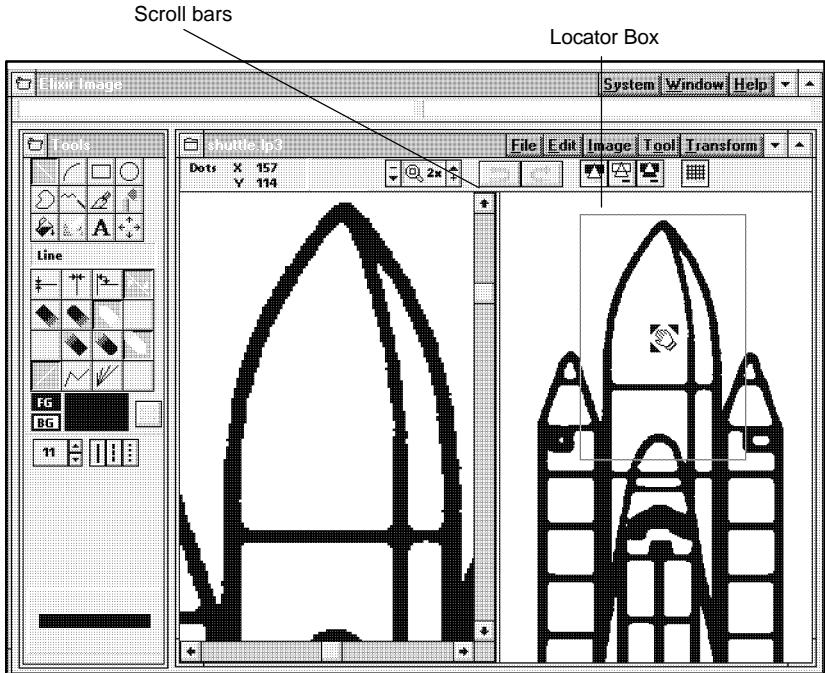 Scroll bars
Locator Box
Elixir Image
System Window Help
Tools
shuttle.lp3
File Edit Image Tool Transform
Dots X 157
Y 114
2x
A
Line
FG
BG
11